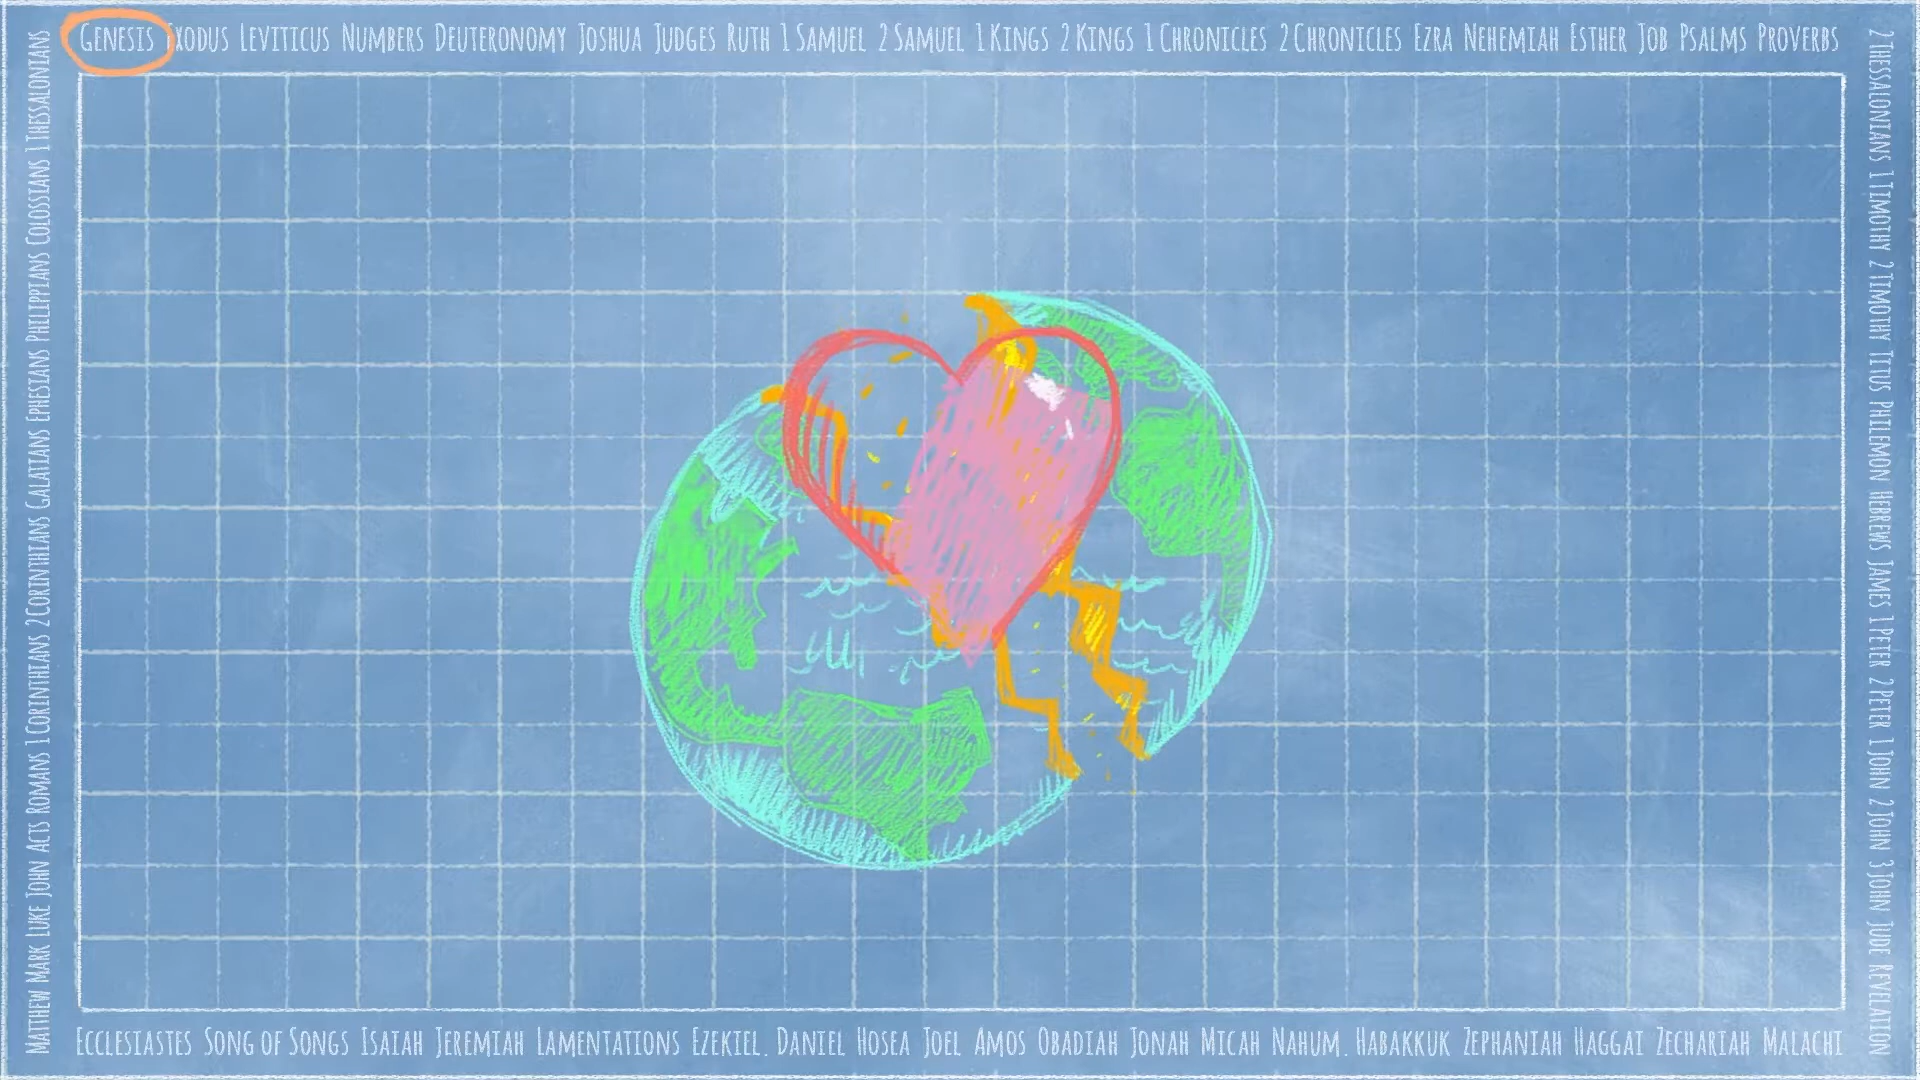 Genesis Exodus Leviticus Numbers Deuteronomy Joshua Judges Ruth 1 Samuel 2 Samuel 1 Kings 2 Kings 1 Chronicles 2 Chronicles Ezra Nehemiah Esther Job Psalms Proverbs
Ecclesiastes Song of Songs Isaiah Jeremiah Lamentations Ezekiel. Daniel Hosea Joel Amos Obadiah Jonah Micah Nahum. Habakkuk Zephaniah Haggai Zechariah Malachi
Matthew Mark Luke John Acts Romans 1 Corinthians 2 Corinthians Galatians Ephesians Philippians Colossians 1 Thessalonians
2 Thessalonians 1 Timothy 2 Timothy Titus Philemon Hebrews James 1 Peter 2 Peter 1 John 2 John 3 John Jude Revelation